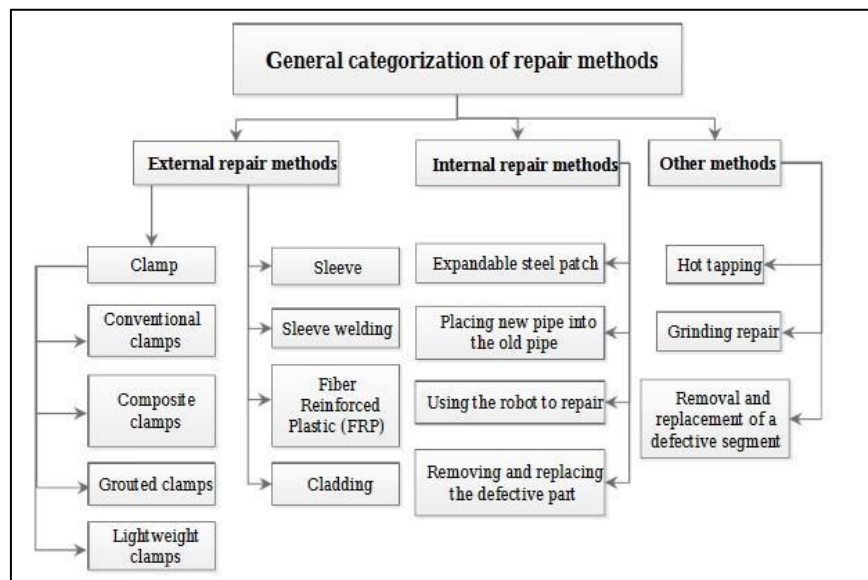 General categorization of repair methods
External repair methods
Internal repair methods
Other methods
Clamp
Conventional
clamps
Composite
clamps
Grouted clamps
Lightweight
clamps
Sleeve
Sleeve welding
Fiber
Reinforced
Plastic (FRP)
Cladding
Expandable steel patch
Placing new pipe into
the old pipe
Using the robot to repair
Removing and replacing
the defective part
Hot tapping
Grinding repair
Removal and
replacement of a
defective segment